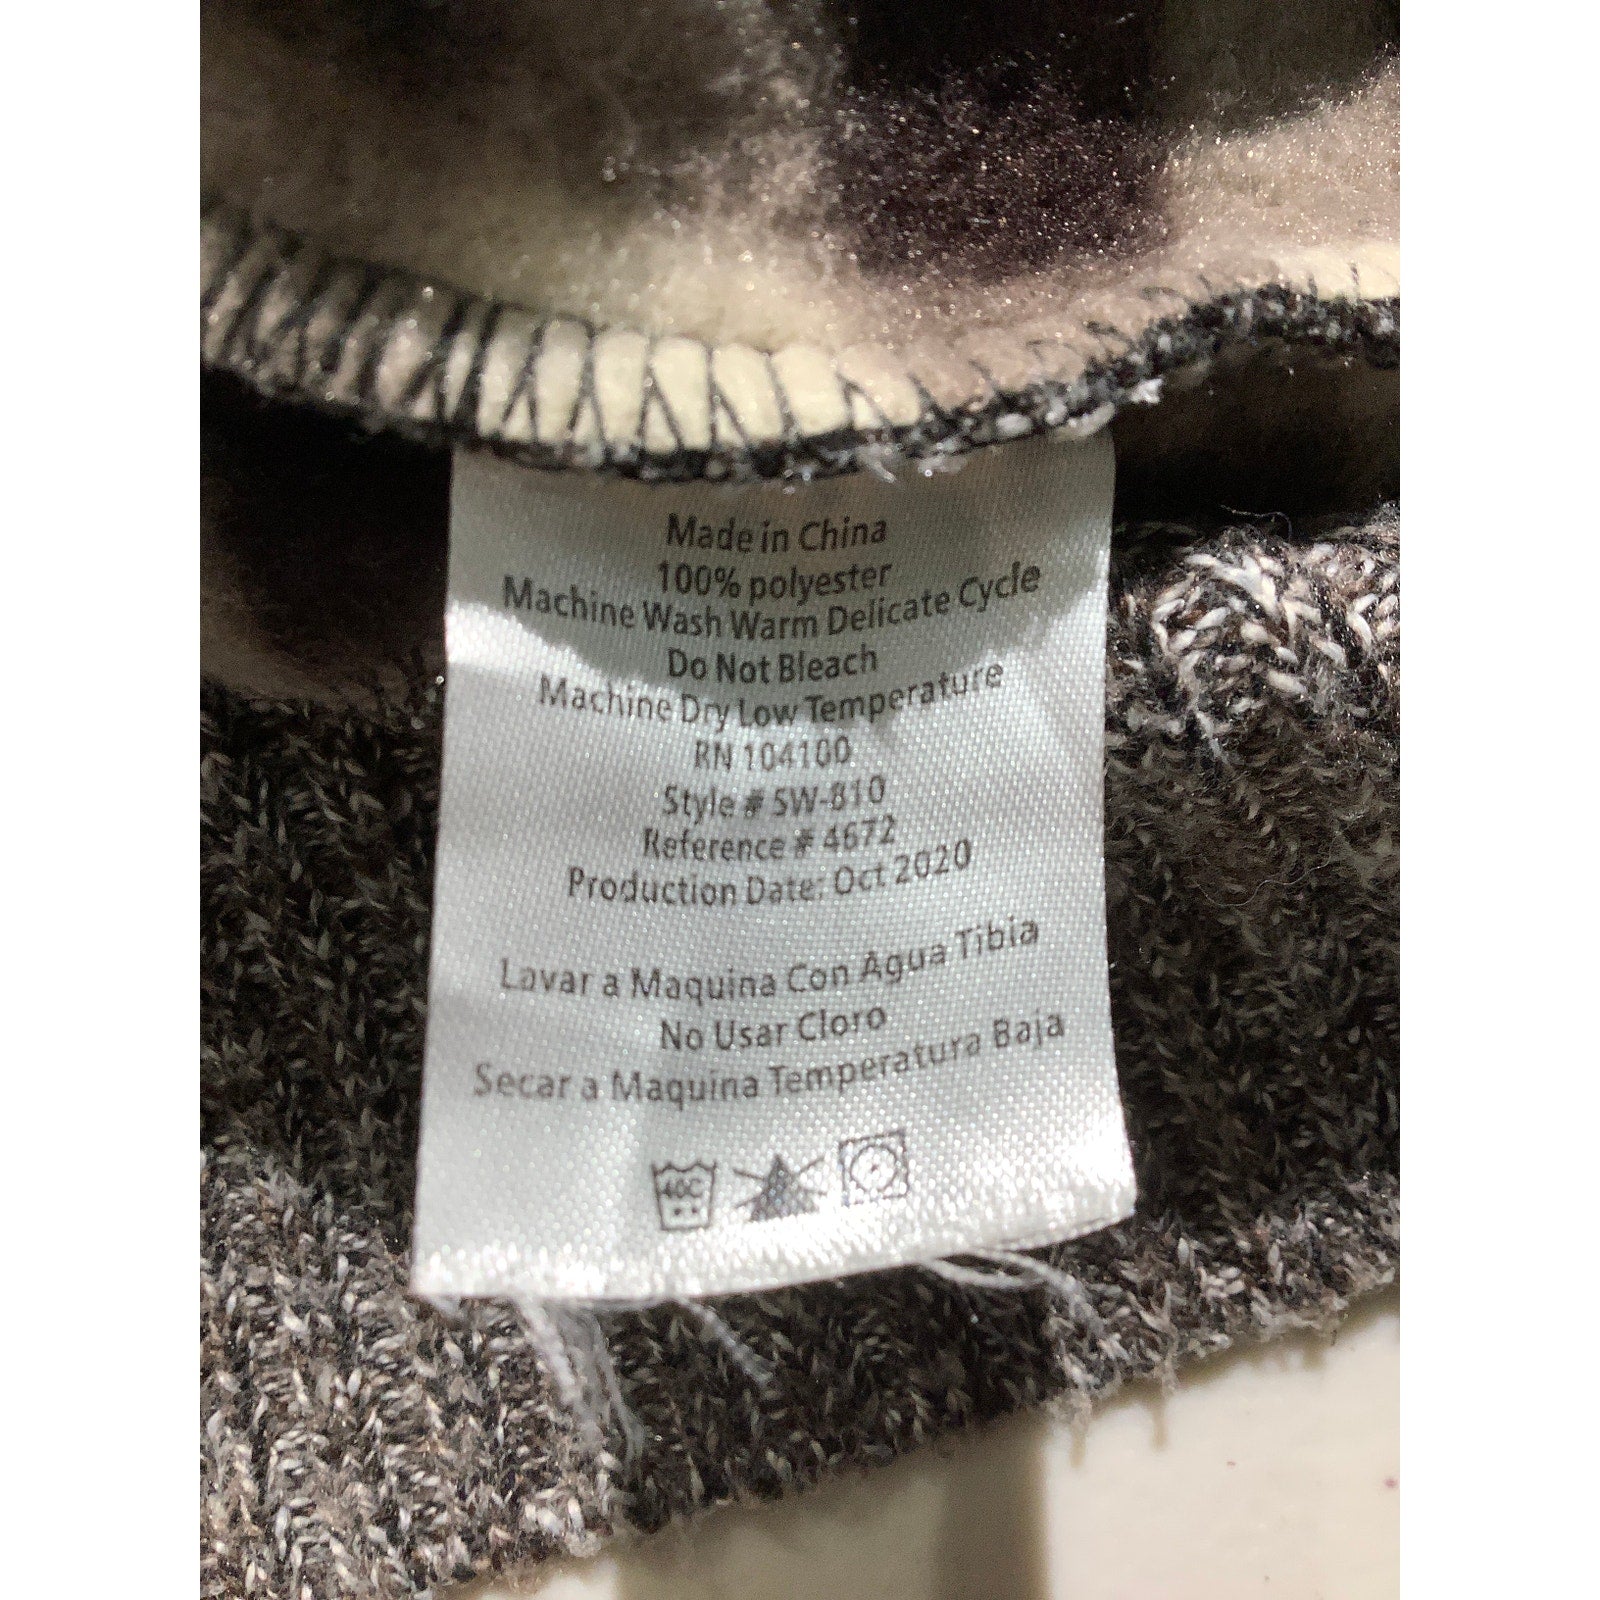 Made in China
100% polyester
Machine Wash Warm Delicate Cycle
Do Not Bleach
Machine Dry Low Temperature
RN 104100
Style # SW-810
Reference # 4672
Production Date: Oct 2020
Lavar a Maquina Con Agua Tibia
No Usar Cloro
Secar a Maquina Temperatura Baja
40C